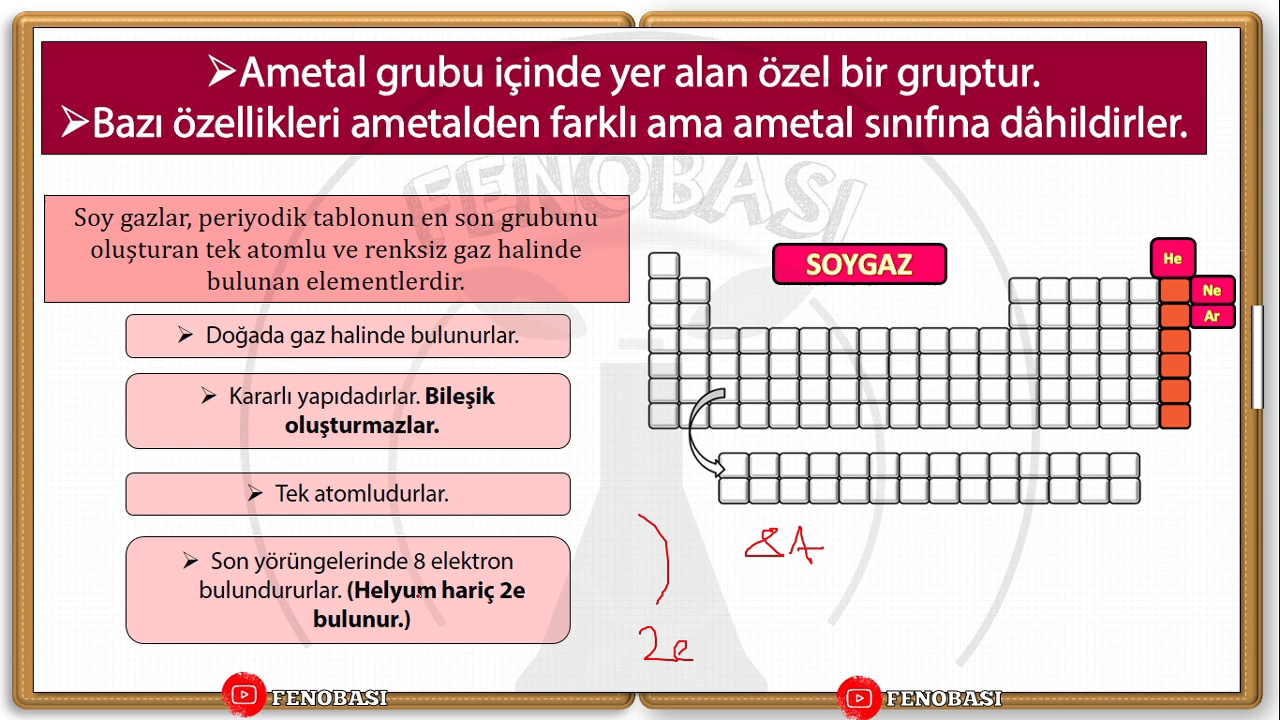 ➢Ametal grubu içinde yer alan özel bir gruptur.
➢Bazı özellikleri ametalden farklı ama ametal sınıfına dâhildirler.
FENOBASI
Soy gazlar, periyodik tablonun en son grubunu
oluşturan tek atomlu ve renksiz gaz halinde
bulunan elementlerdir.
➢ Doğada gaz halinde bulunurlar.
➢ Kararlı yapıdadırlar. Bileşik
oluşturmazlar.
➢ Tek atomludurlar.
➢ Son yörüngelerinde 8 elektron
bulundururlar. (Helyum hariç 2e
bulunur.)
SOYGAZ
He
Ne
Ar
8A
2e
FENOBASI
FENOBASI